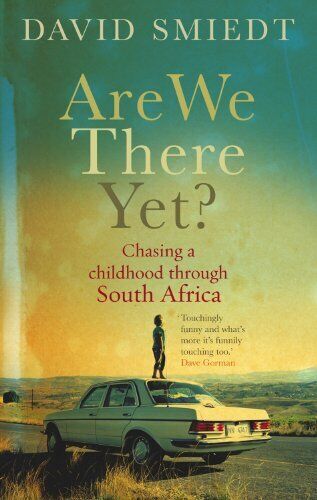 DAVID SMIEDT
Are We
There
Yet?
Chasing a
childhood through
South Africa
'Touchingly
funny and what's
more it's funnily
touching too.'
Dave Gorman